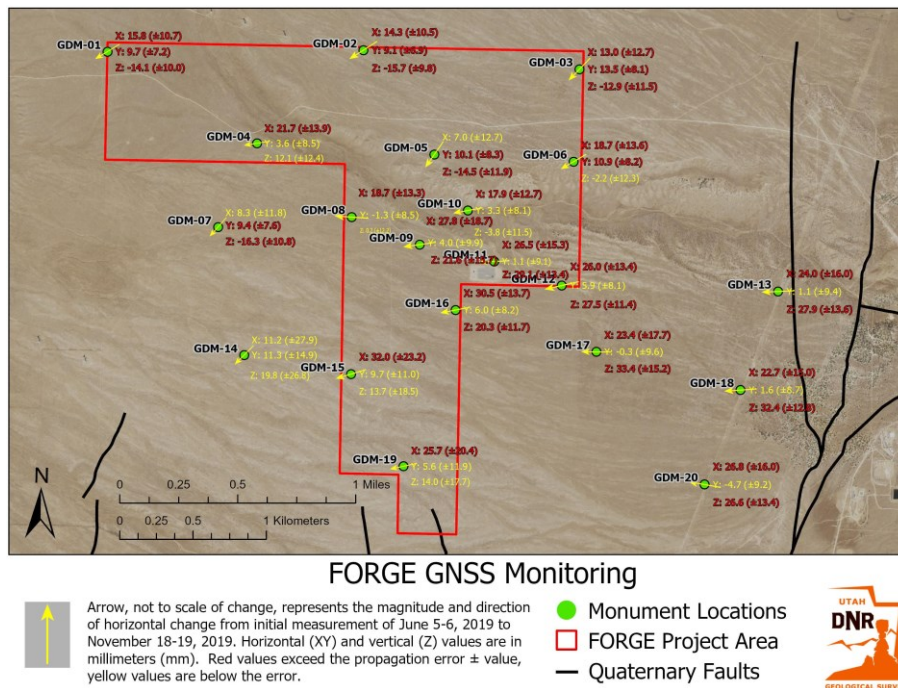 GDM-01
X: 15.8 (±10.7)
Y: 9.7 (±7.2)
Z: -14.1 (±10.0)
GDM-02
X: 14.3 (±10.5)
Y: 9.1 (±6.9)
Z: -15.7 (±9.8)
GDM-03
X: 13.0 (±12.7)
Y: 13.5 (±8.1)
Z: -12.9 (±11.5)
GDM-04
X: 21.7 (±13.9)
Y: 3.6 (±8.5)
Z: 12.1 (±12.4)
GDM-05
X: 7.0 (±12.7)
Y: 10.1 (±8.3)
Z: -14.5 (±11.9)
GDM-06
X: 18.7 (±13.6)
Y: 10.9 (±8.2)
Z: -2.2 (±12.3)
GDM-07
X: 8.3 (±11.8)
Y: 9.4 (±7.6)
Z: -16.3 (±10.8)
GDM-08
X: 18.7 (±13.3)
Y: -1.3 (±8.5)
GDM-10
X: 17.9 (±12.7)
Y: 3.3 (±8.1)
Z: -3.8 (±11.5)
GDM-09
X: 27.8 (±18.7)
Y: 4.0 (±9.9)
Z: 21.6
GDM-11
X: 26.5 (±15.3)
Y: 1.1 (±9.1)
GDM-12
X: 26.0 (±13.4)
Y: 5.9 (±8.1)
Z: 27.5 (±11.4)
GDM-13
X: 24.0 (±16.0)
Y: 1.1 (±9.4)
Z: 27.9 (±13.6)
GDM-16
X: 30.5 (±13.7)
Y: 6.0 (±8.2)
Z: 20.3 (±11.7)
GDM-14
X: 11.2 (±27.9)
Y: 11.3 (±14.9)
Z: 19.8 (±26.8)
GDM-15
X: 32.0 (±23.2)
Y: 9.7 (±11.0)
Z: 13.7 (±18.5)
GDM-17
X: 23.4 (±17.7)
Y: -0.3 (±9.6)
Z: 33.4 (±15.2)
GDM-18
X: 22.7
Y: 1.6 (±8.7)
Z: 32.4
GDM-19
X: 25.7 (±20.4)
Y: 5.6 (±11.9)
Z: 14.0 (±17.7)
GDM-20
X: 26.8 (±16.0)
Y: -4.7 (±9.2)
Z: 26.6 (±13.4)
N
0 0.25 0.5 1 Miles
0 0.25 0.5 1 Kilometers
FORGE GNSS Monitoring
Arrow, not to scale of change, represents the magnitude and direction
of horizontal change from initial measurement of June 5-6, 2019 to
November 18-19, 2019. Horizontal (XY) and vertical (Z) values are in
millimeters (mm). Red values exceed the propagation error ± value,
yellow values are below the error.
Monument Locations
FORGE Project Area
Quaternary Faults
UTAH
DNR
GEOLOGICAL SURVEY